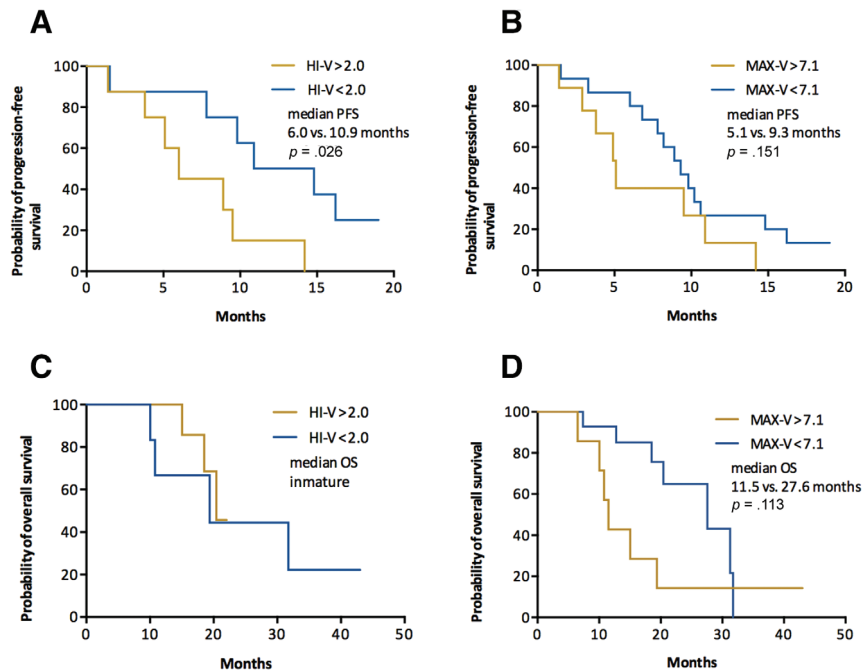 A
Probability of progression-free
survival
100
80
60
40
20
0
0 5 10 15 20
Months
HI-V>2.0
HI-V<2.0
median PFS
6.0 vs. 10.9 months
p = .026
B
Probability of progression-free
survival
100
80
60
40
20
0
0 5 10 15 20
Months
MAX-V>7.1
MAX-V<7.1
median PFS
5.1 vs. 9.3 months
p = .151
C
Probability of overall survival
100
80
60
40
20
0
0 10 20 30 40 50
Months
HI-V>2.0
HI-V<2.0
median OS
inmature
D
Probability of overall survival
100
80
60
40
20
0
0 10 20 30 40 50
Months
MAX-V>7.1
MAX-V<7.1
median OS
11.5 vs. 27.6 months
p = .113